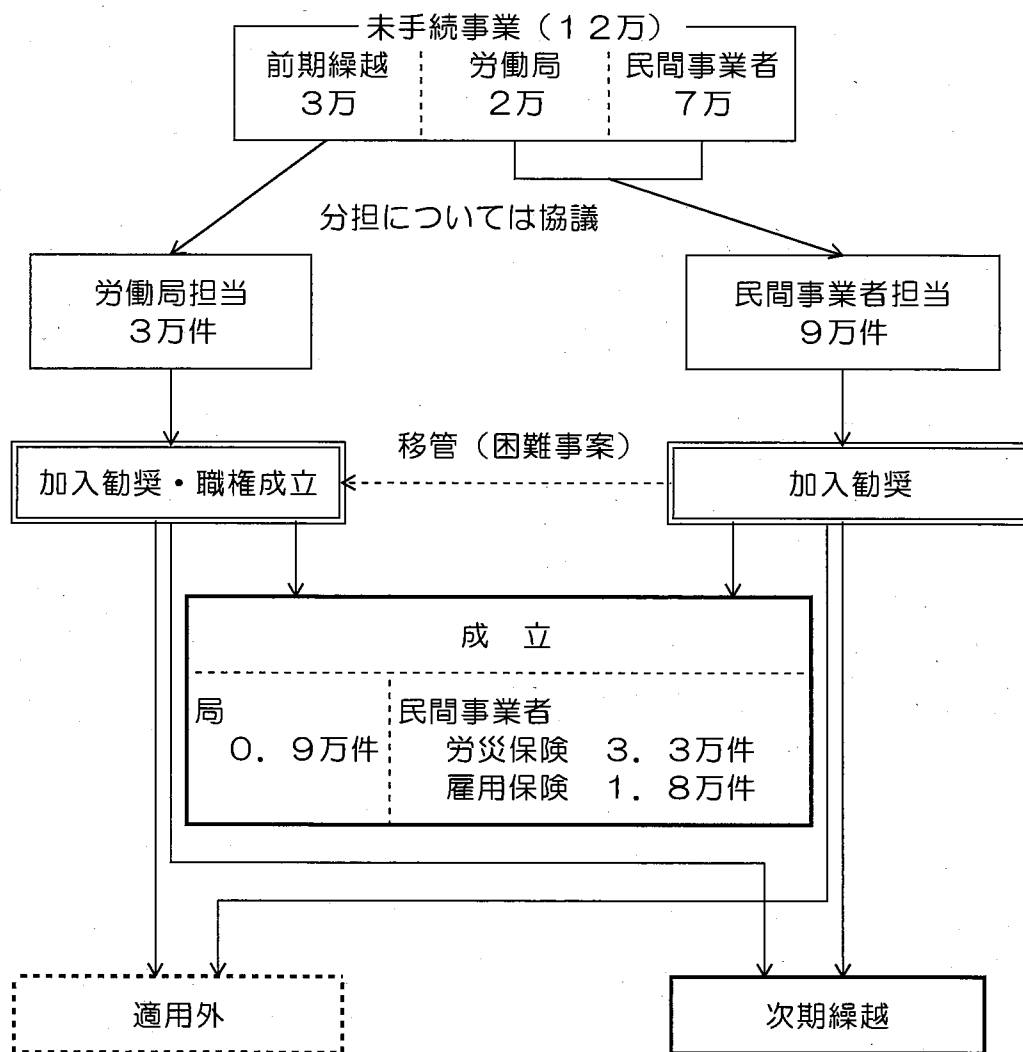 未手続事業（１２万）
前期繰越 労働局 民間事業者
３万 ２万 ７万
分担については協議
労働局担当 民間事業者担当
３万件 ９万件
移管（困難事案）
加入勧奨・職権成立 加入勧奨
成 立
局 民間事業者
０．９万件 労災保険 ３．３万件
雇用保険 １．８万件
適用外 次期繰越